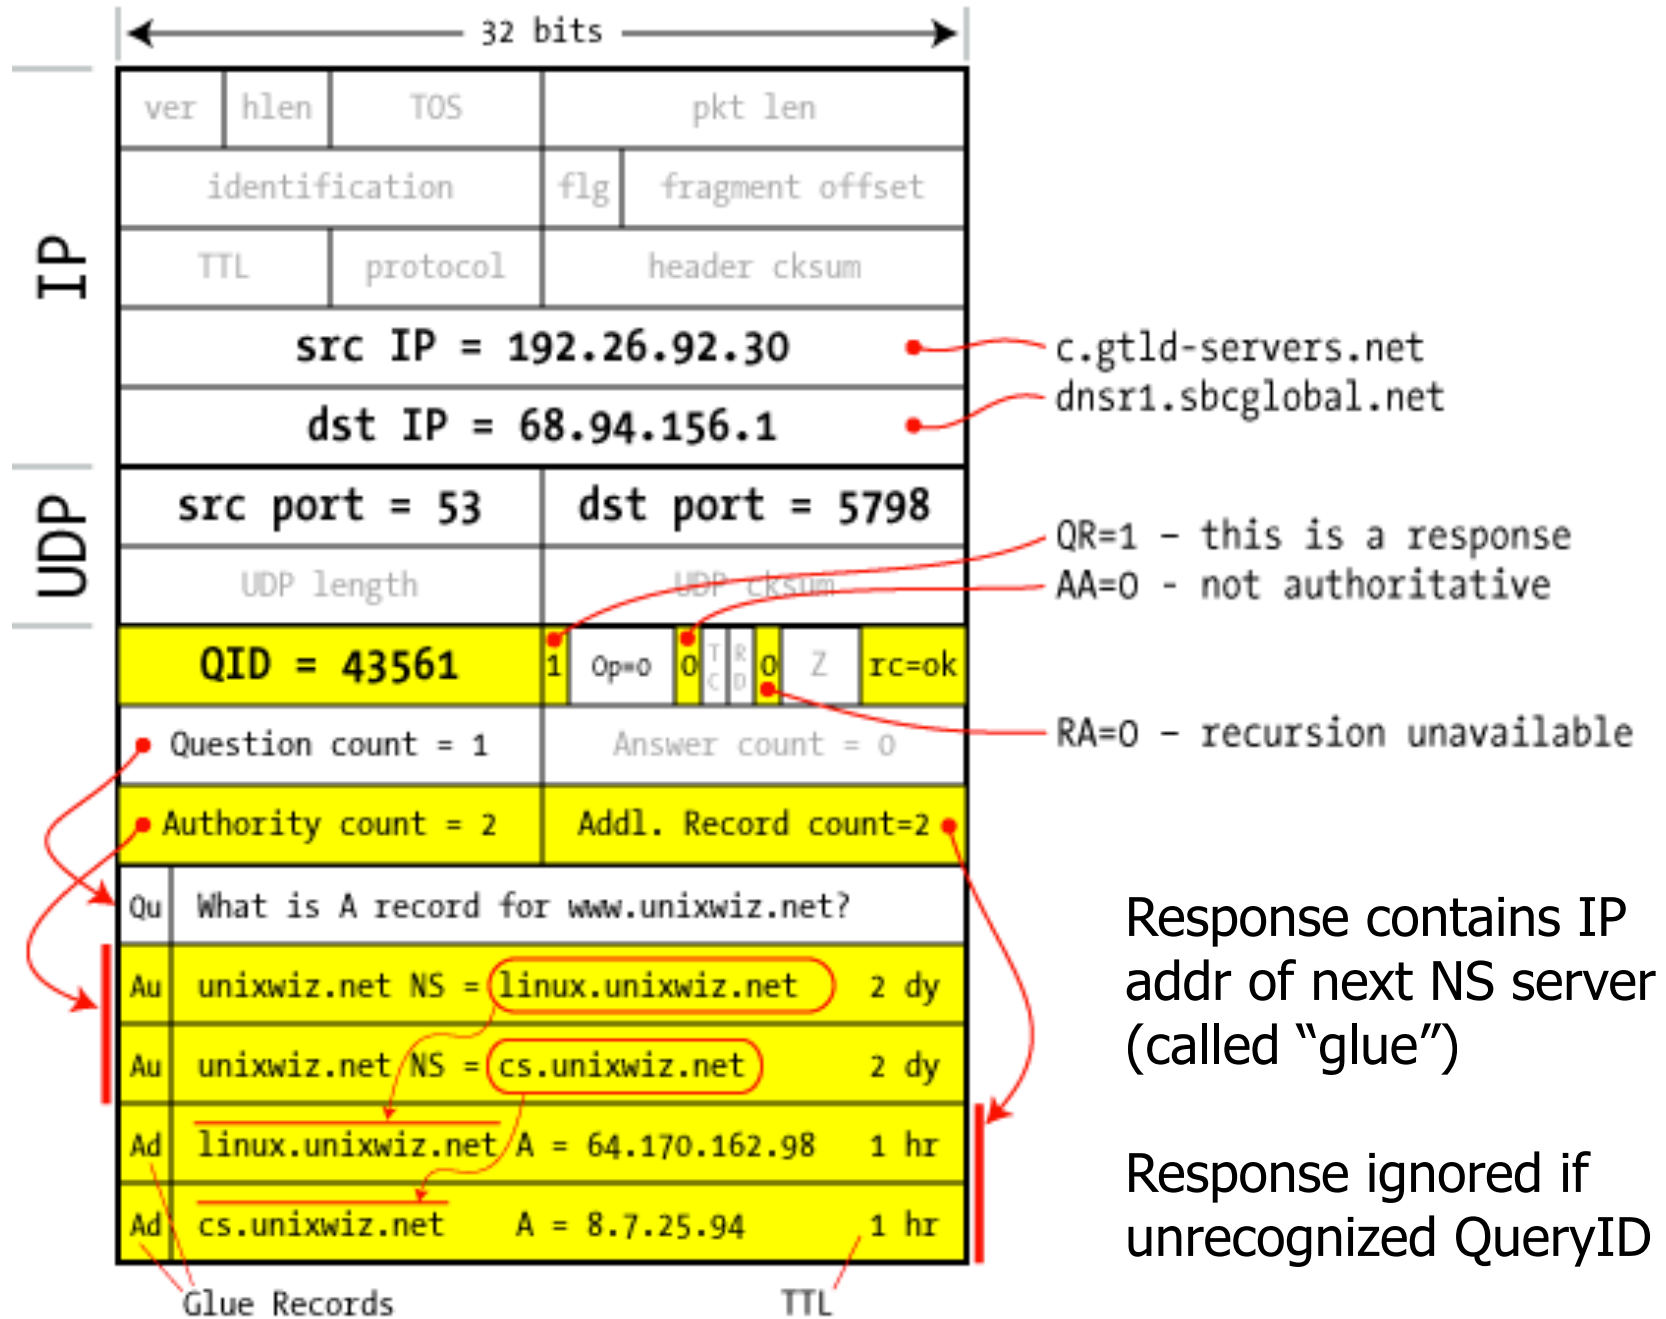 32 bits
IP
ver hlen TOS pkt len
identification flg fragment offset
TTL protocol header cksum
src IP = 192.26.92.30
c.gtld-servers.net
dst IP = 68.94.156.1
dnsr1.sbcglobal.net
UDP
src port = 53 dst port = 5798
QR=1 – this is a response
UDP length UDP cksum
AA=0 - not authoritative
QID = 43561 1 Op=0 0 TC RD 0 Z rc=ok
RA=0 – recursion unavailable
Question count = 1 Answer count = 0
Authority count = 2 Addl. Record count=2
Qu What is A record for www.unixwiz.net?
Au unixwiz.net NS = linux.unixwiz.net 2 dy
Au unixwiz.net NS = cs.unixwiz.net 2 dy
Ad linux.unixwiz.net A = 64.170.162.98 1 hr
Ad cs.unixwiz.net A = 8.7.25.94 1 hr
Glue Records TTL
Response contains IP
addr of next NS server
(called “glue”)
Response ignored if
unrecognized QueryID